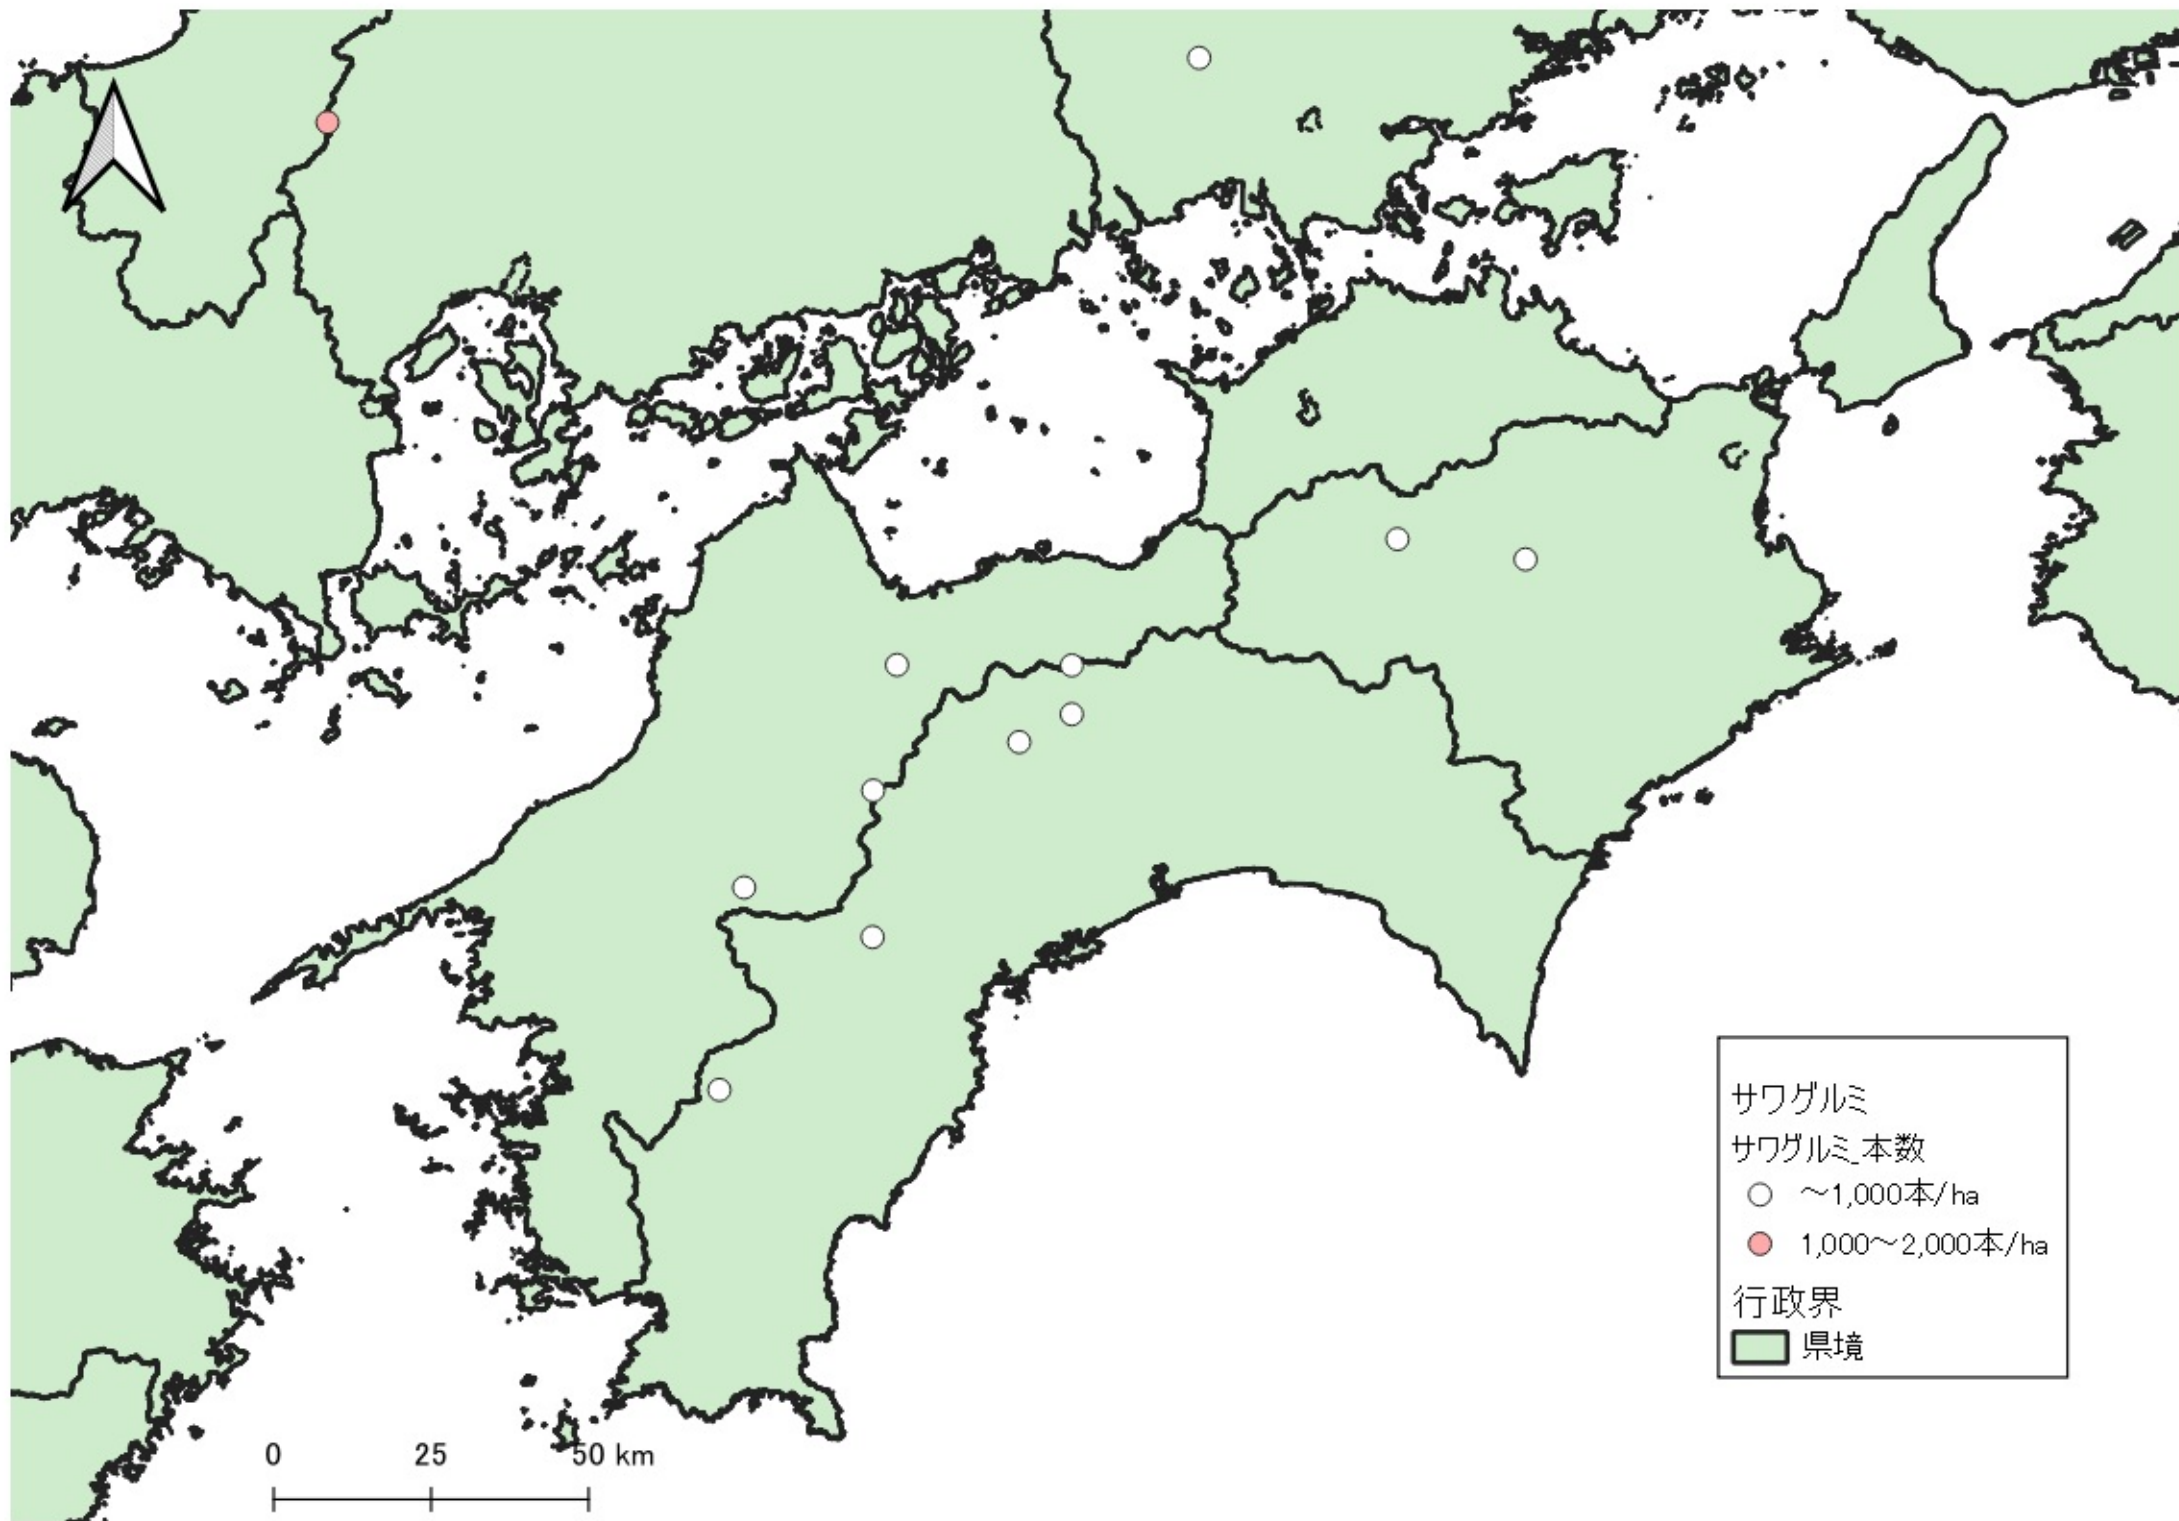 サワグルミ
サワグルミ_本数
～1,000本/ha
1,000～2,000本/ha
行政界
県境
0 25 50 km